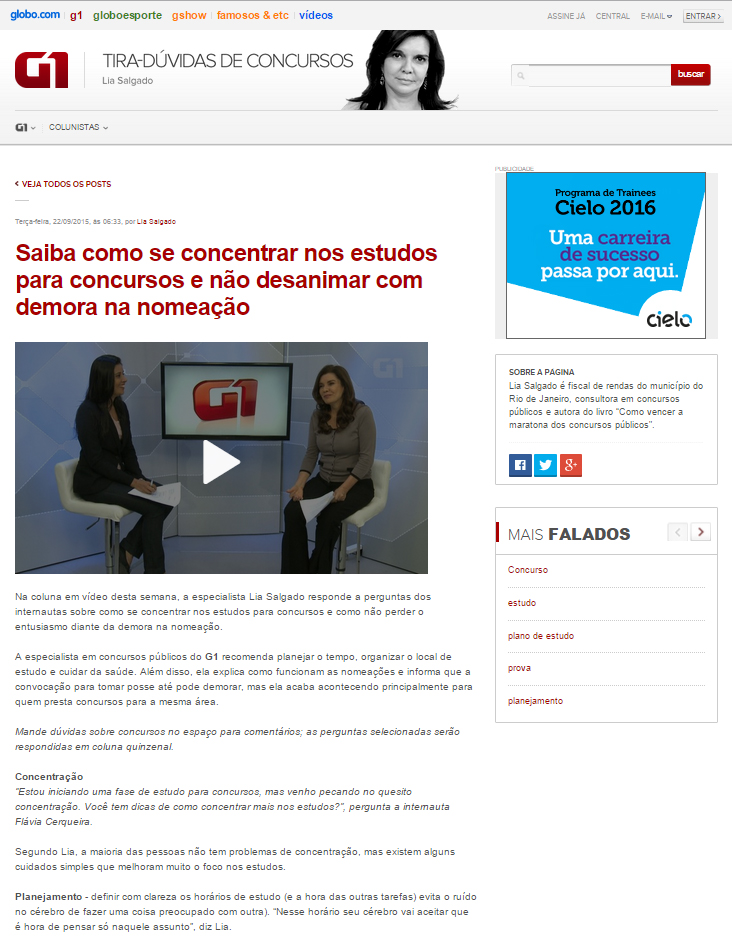 globo.com g1 globoesporte gshow famosos & etc vídeos ASSINE JÁ CENTRAL E-MAIL ENTRAR ›
G1
TIRA-DÚVIDAS DE CONCURSOS
Lia Salgado
buscar
G1 COLUNISTAS
VEJA TODOS OS POSTS
Terça-feira, 22/09/2015, às 06:33, por Lia Salgado
Saiba como se concentrar nos estudos
para concursos e não desanimar com
demora na nomeação
G1
G1
Na coluna em vídeo desta semana, a especialista Lia Salgado responde a perguntas dos
internautas sobre como se concentrar nos estudos para concursos e como não perder o
entusiasmo diante da demora na nomeação.
A especialista em concursos públicos do G1 recomenda planejar o tempo, organizar o local de
estudo e cuidar da saúde. Além disso, ela explica como funcionam as nomeações e informa que a
convocação para tomar posse até pode demorar, mas ela acaba acontecendo principalmente para
quem presta concursos para a mesma área.
Mande dúvidas sobre concursos no espaço para comentários; as perguntas selecionadas serão
respondidas em coluna quinzenal.
Concentração
“Estou iniciando uma fase de estudo para concursos, mas venho pecando no quesito
concentração. Você tem dicas de como concentrar mais nos estudos?”, pergunta a internauta
Flávia Cerqueira.
Segundo Lia, a maioria das pessoas não tem problemas de concentração, mas existem alguns
cuidados simples que melhoram muito o foco nos estudos.
Planejamento - definir com clareza os horários de estudo (e a hora das outras tarefas) evita o ruído
no cérebro de fazer uma coisa preocupado com outra). “Nesse horário seu cérebro vai aceitar que
é hora de pensar só naquele assunto”, diz Lia.
PUBLICIDADE
Programa de Trainees
Cielo 2016
Uma carreira
de sucesso
passa por aqui.
cielo
SOBRE A PÁGINA
Lia Salgado é fiscal de rendas do município do
Rio de Janeiro, consultora em concursos
públicos e autora do livro “Como vencer a
maratona dos concursos públicos”.
MAIS FALADOS
Concurso
estudo
plano de estudo
prova
planejamento